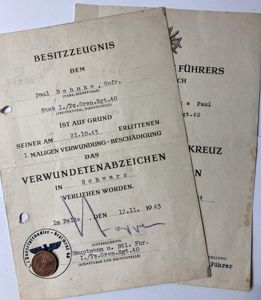 BESITZZEUGNIS
DEM
Paul Behnke, Gefr.
(NAME, DIENSTGRAD)
Stab I./Pz.Gren.Rgt.40
(TRUPPENTEIL, DIENSTSTELLE)
IST AUF GRUND
SEINER AM 21.10.43 ERLITTENEN
1 MALIGEN VERWUNDUNG-BESCHÄDIGUNG
DAS
VERWUNDETENABZEICHEN
IN Schwarz
VERLIEHEN WORDEN.
Im Felde, DEN 12.11. 1943
(UNTERSCHRIFT)
Hauptmann u. Btl. Fhr.
I./Pz.Gren.Rgt.40
(DIENSTGRAD UND DIENSTSTELLE)
FÜHRERS
Paul
40
KREUZ
Führer